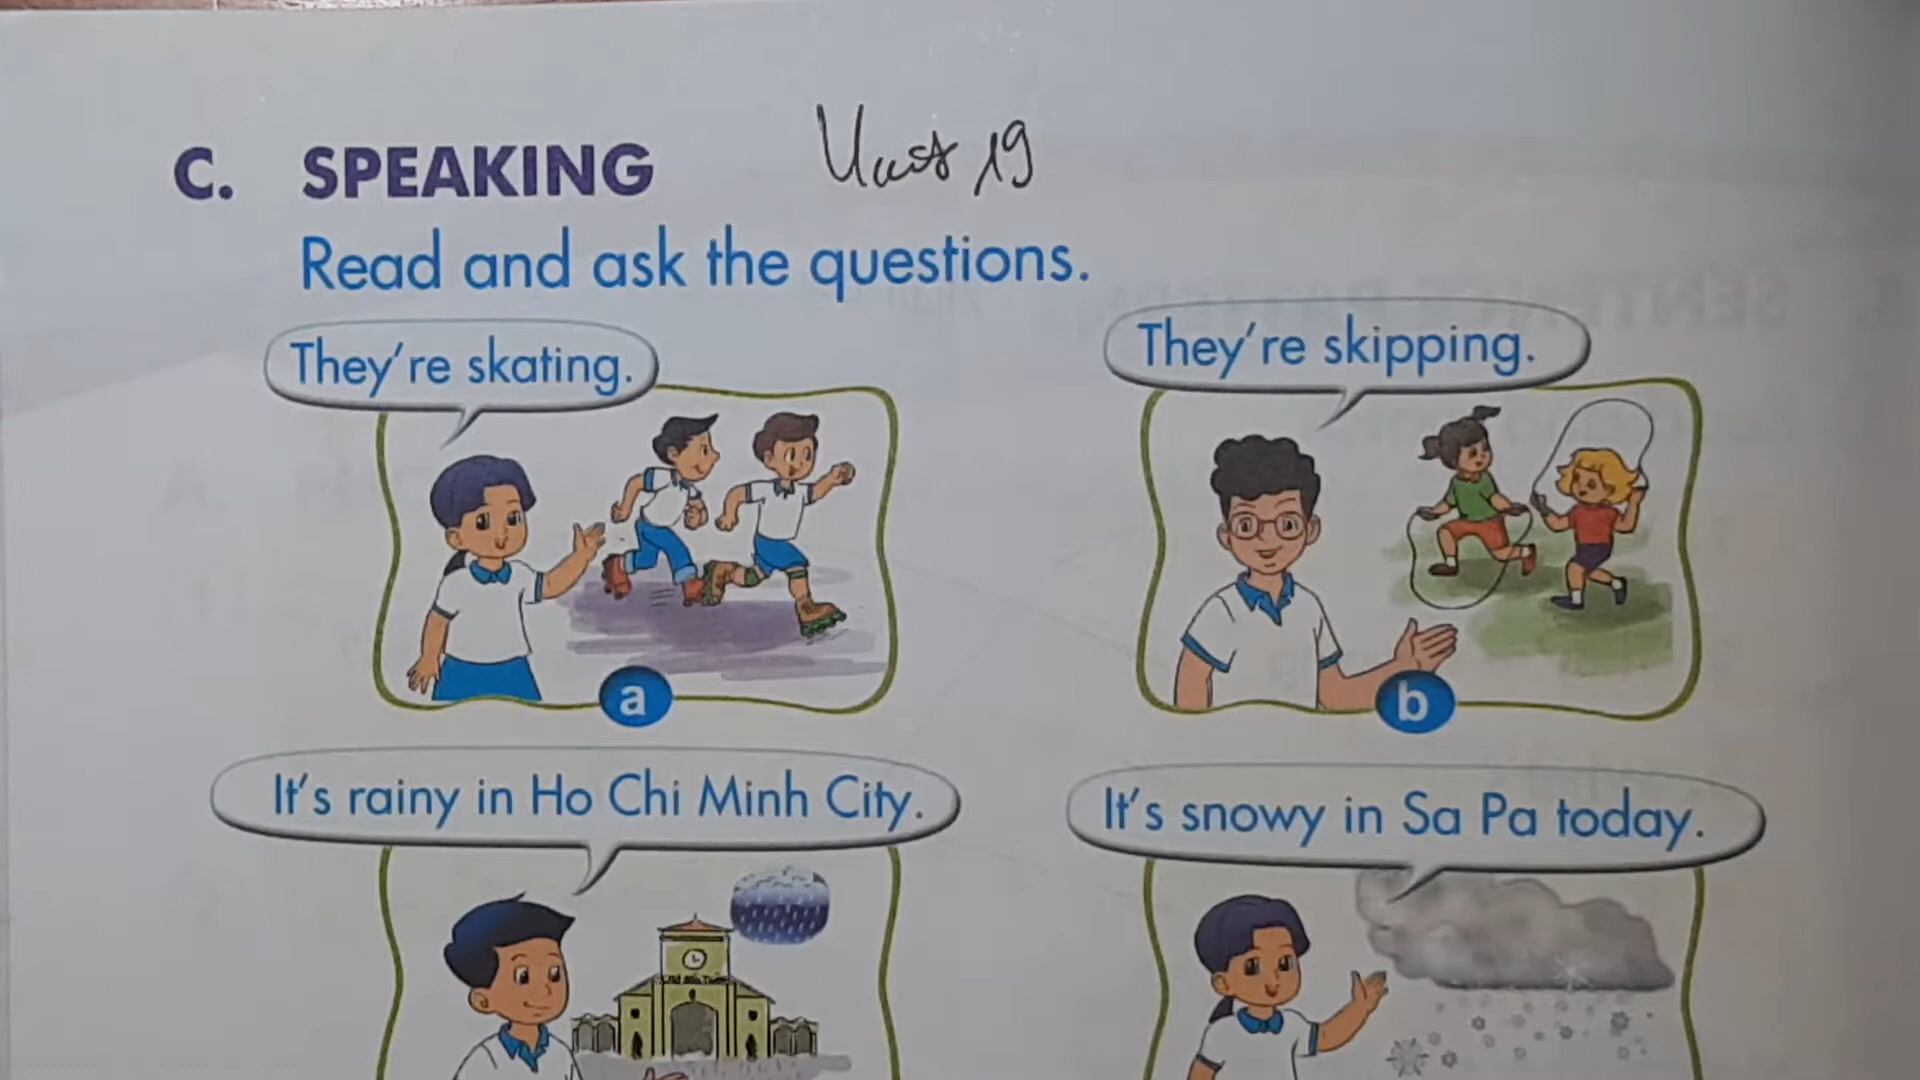 C. SPEAKING
Unit 19
Read and ask the questions.
They're skating.
They're skipping.
a
b
It's rainy in Ho Chi Minh City.
It's snowy in Sa Pa today.